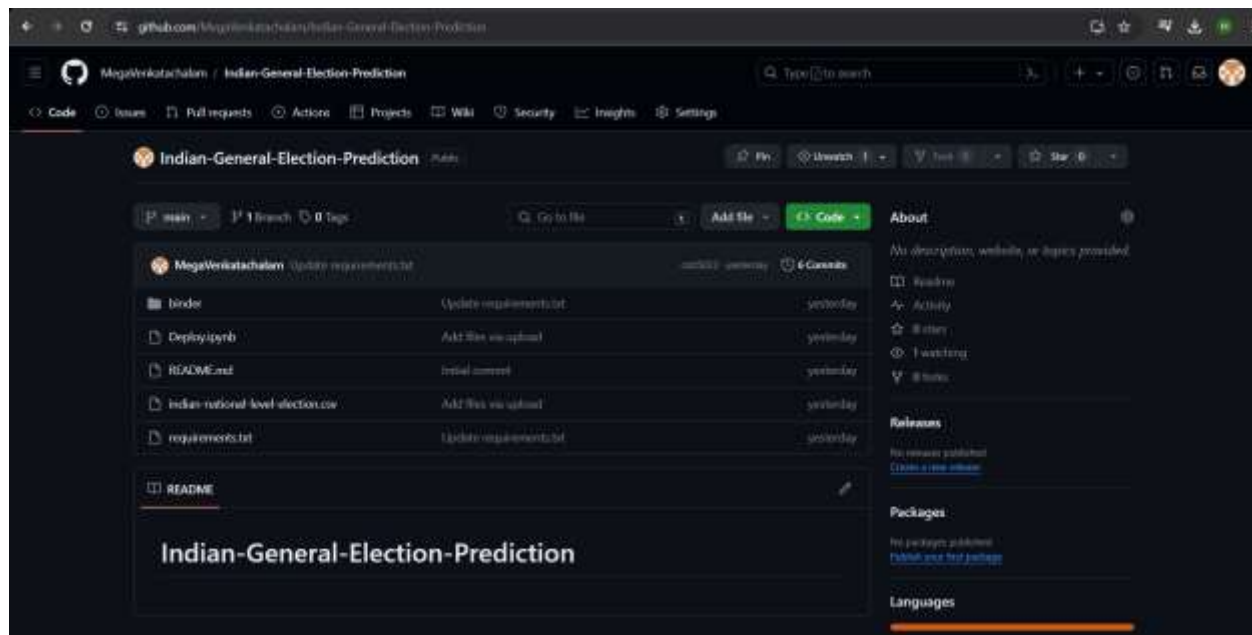 github.com/MegaVenkatachalam/Indian-General-Election-Prediction
MegaVenkatachalam / Indian-General-Election-Prediction
Type / to search
Code Issues Pull requests Actions Projects Wiki Security Insights Settings
Indian-General-Election-Prediction Public
Pin Unwatch 1 Fork 0 Star 0
main 1 Branch 0 Tags
Go to file t Add file Code
About
No description, website, or topics provided.
MegaVenkatachalam Update requirements.txt yesterday 6 Commits
binder Update requirements.txt yesterday
Deploy.ipynb Add files via upload yesterday
README.md Initial commit yesterday
indian-national-level-election.csv Add files via upload yesterday
requirements.txt Update requirements.txt yesterday
Readme
Activity
0 stars
1 watching
0 forks
Releases
No releases published
Create a new release
README
Indian-General-Election-Prediction
Packages
No packages published
Publish your first package
Languages